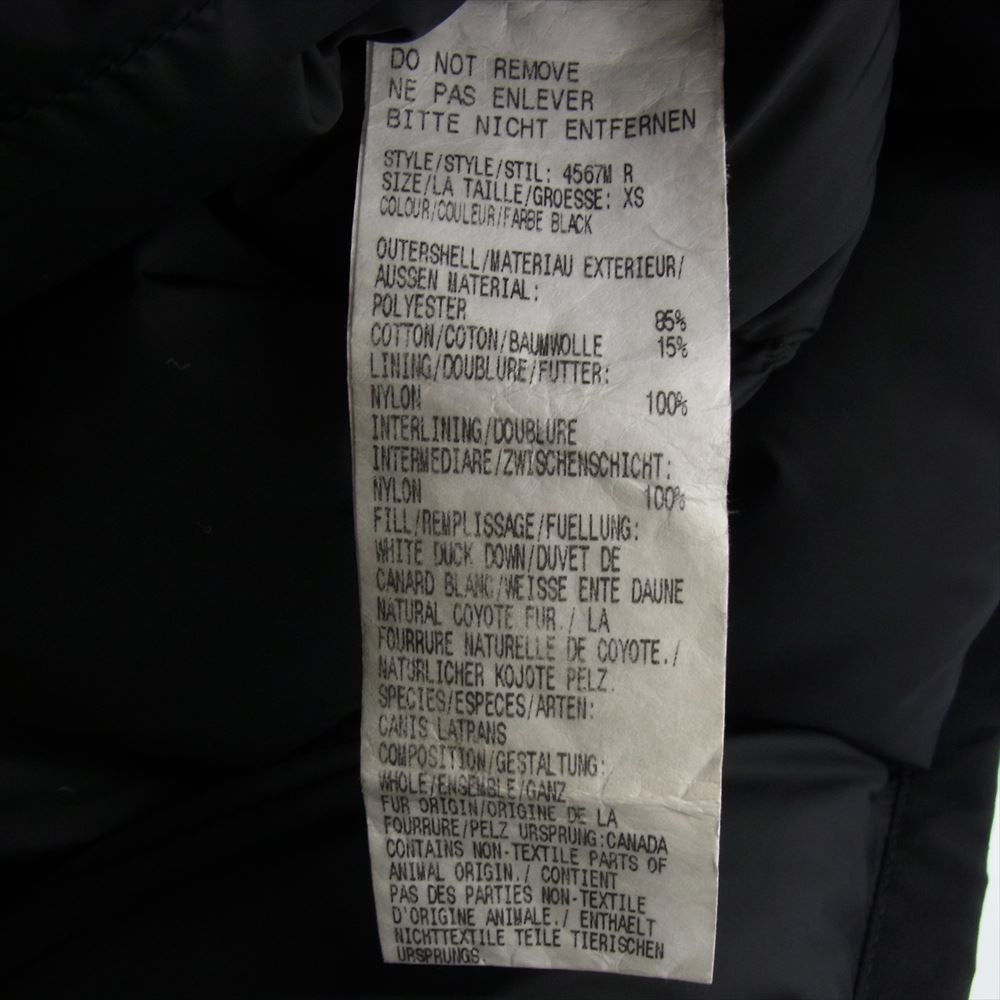 DO NOT REMOVE
NE PAS ENLEVER
BITTE NICHT ENTFERNEN
STYLE/STYLE/STIL: 4567M R
SIZE/LA TAILLE/GROESSE: XS
COLOUR/COULEUR/FARBE BLACK
OUTERSHELL/MATERIAU EXTERIEUR/
AUSSEN MATERIAL:
POLYESTER 85%
COTTON/COTON/BAUMWOLLE 15%
LINING/DOUBLURE/FUTTER:
NYLON 100%
INTERLINING/DOUBLURE
INTERMEDIARE/ZWISCHENSCHICHT:
NYLON 100%
FILL/REMPLISSAGE/FUELLUNG:
WHITE DUCK DOWN/DUVET DE
CANARD BLANC/WEISSE ENTE DAUNE
NATURAL COYOTE FUR./ LA
FOURRURE NATURELLE DE COYOTE./
NATÜRLICHER KOJOTE PELZ.
SPECIES/ESPECES/ARTEN:
CANIS LATRANS
COMPOSITION/GESTALTUNG:
WHOLE/ENSEMBLE/GANZ
FUR ORIGIN/ORIGINE DE LA
FOURRURE/PELZ URSPRUNG:CANADA
CONTAINS NON-TEXTILE PARTS OF
ANIMAL ORIGIN./ CONTIENT
PAS DES PARTIES NON-TEXTILE
D'ORIGINE ANIMALE./ ENTHAELT
NICHTTEXTILE TEILE TIERISCHEN
URSPRUNGS.